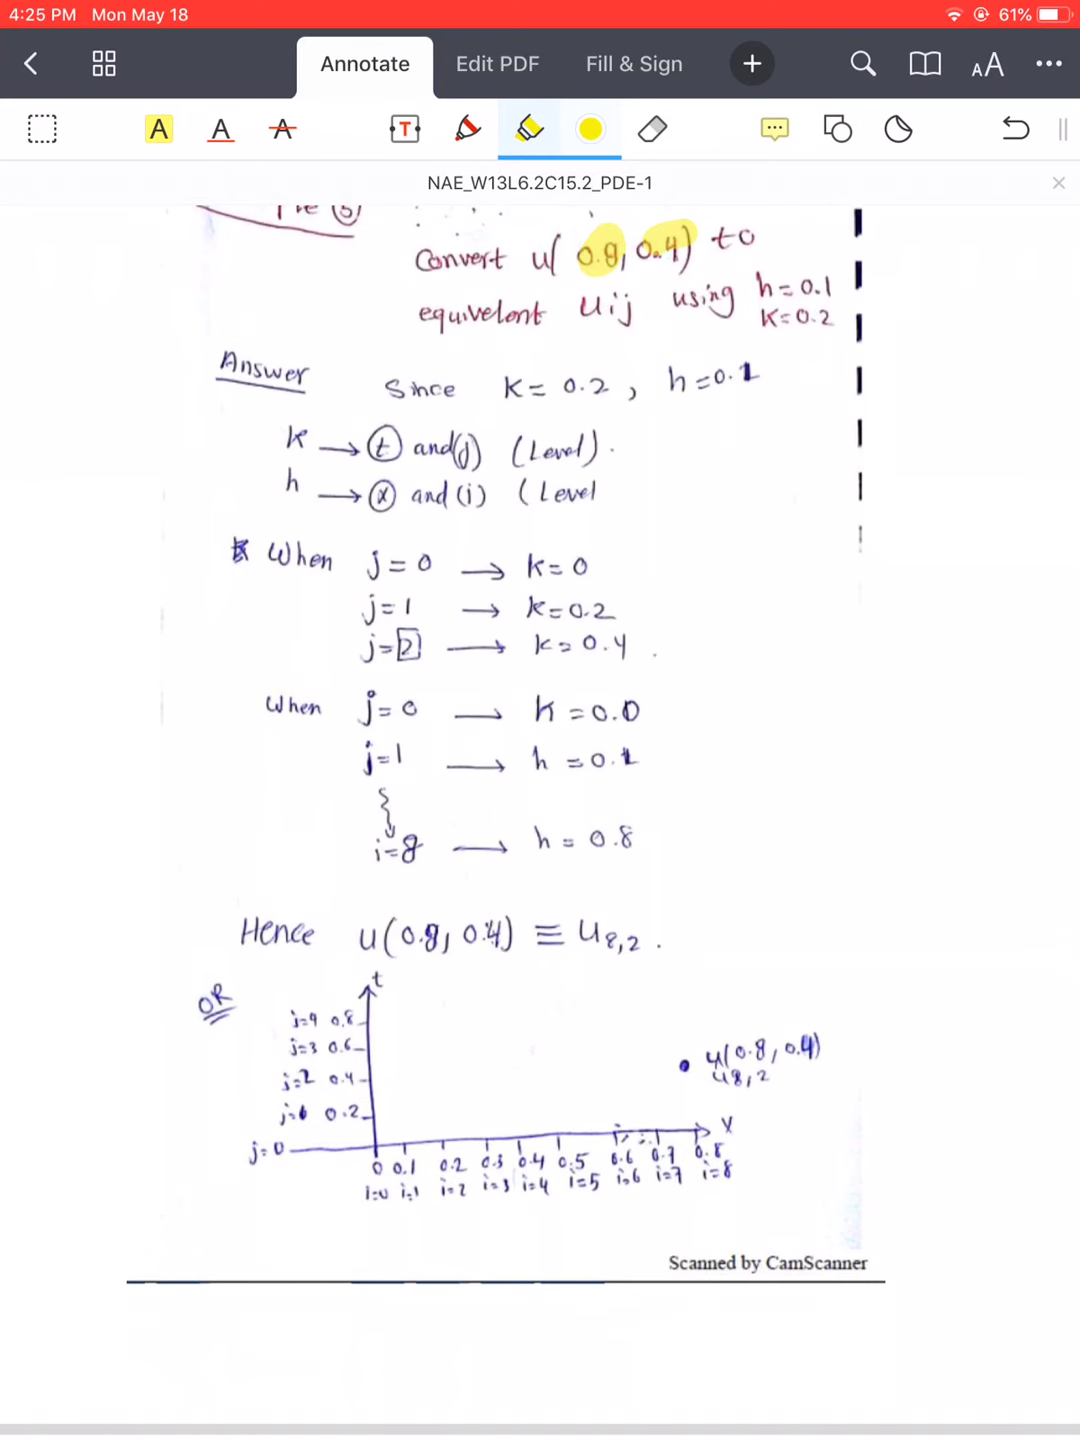 4:25 PM Mon May 18
61%
Annotate
Edit PDF
Fill & Sign
AA
A A A T
NAE_W13L6.2C15.2_PDE-1
Convert u( 0.8, 0.4) to
equivelent uij using h=0.1
K=0.2
Answer
Since K= 0.2 , h=0.1
K → t and(j) (Level).
h → x and (i) (Level
When j=0 → k=0
j=1 → k=0.2
j=2 → k=0.4 .
When j=0 — k=0.0
j=1 → h=0.1
i=8 → h=0.8
Hence u(0.8, 0.4) ≡ u8,2 .
OR
t
j=4 0.8
j=3 0.6
j=2 0.4
0.2
j=0
u(0.8, 0.4)
u8,2
x
0 0.1 0.2 0.3 0.4 0.5 0.6 0.7 0.8
i=0 i=1 i=2 i=3 i=4 i=5 i=6 i=7 i=8
Scanned by CamScanner